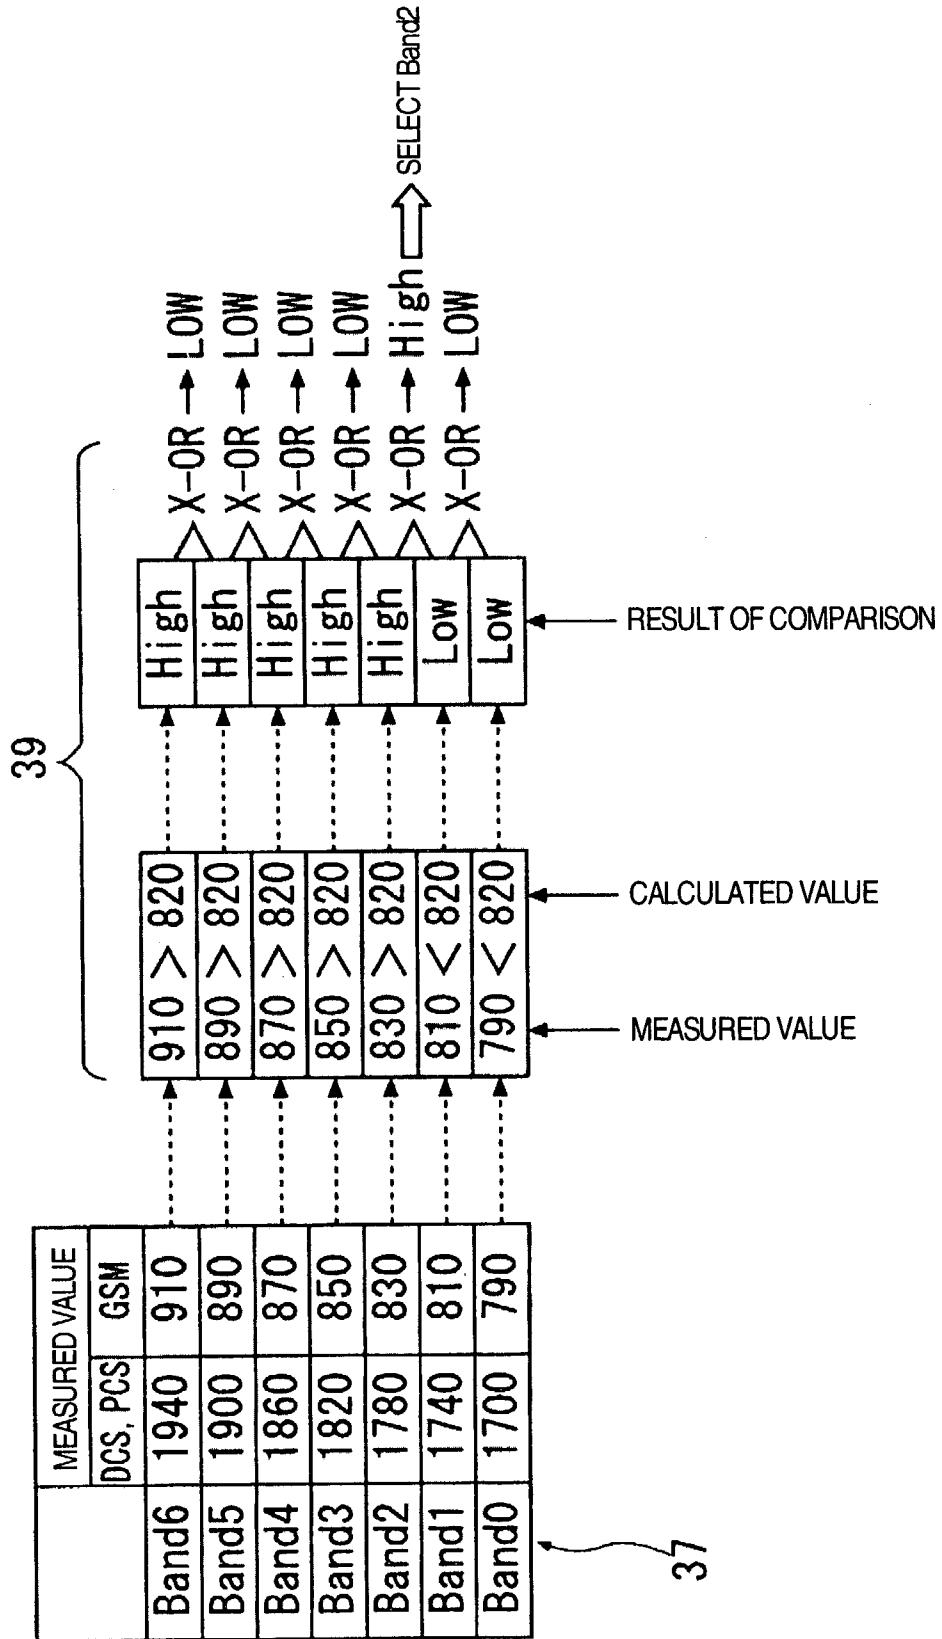 39
MEASURED VALUE
DCS, PCS GSM
Band6 1940 910 910 > 820 High X-OR LOW
Band5 1900 890 890 > 820 High X-OR LOW
Band4 1860 870 870 > 820 High X-OR LOW
Band3 1820 850 850 > 820 High X-OR LOW
Band2 1780 830 830 > 820 High X-OR High SELECT Band2
Band1 1740 810 810 < 820 Low X-OR LOW
Band0 1700 790 790 < 820 Low
37
MEASURED VALUE
CALCULATED VALUE
RESULT OF COMPARISON